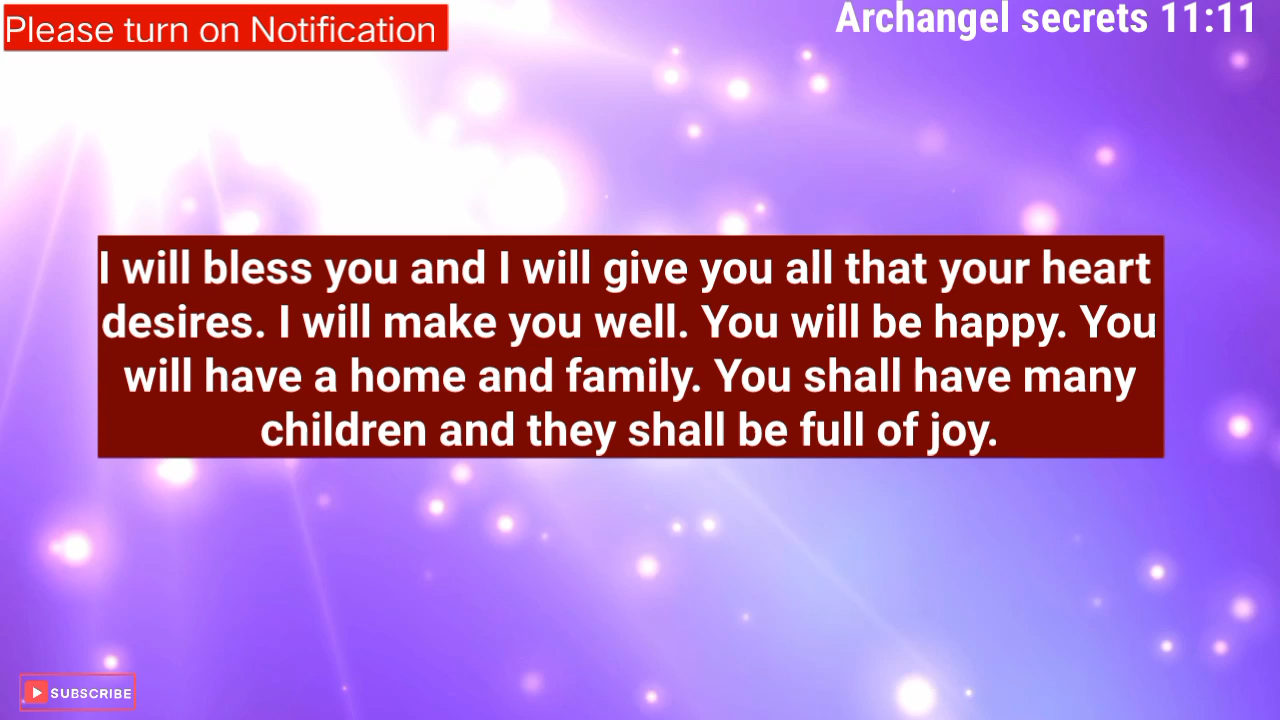 Please turn on Notification
Archangel secrets 11:11
I will bless you and I will give you all that your heart
desires. I will make you well. You will be happy. You
will have a home and family. You shall have many
children and they shall be full of joy.
SUBSCRIBE